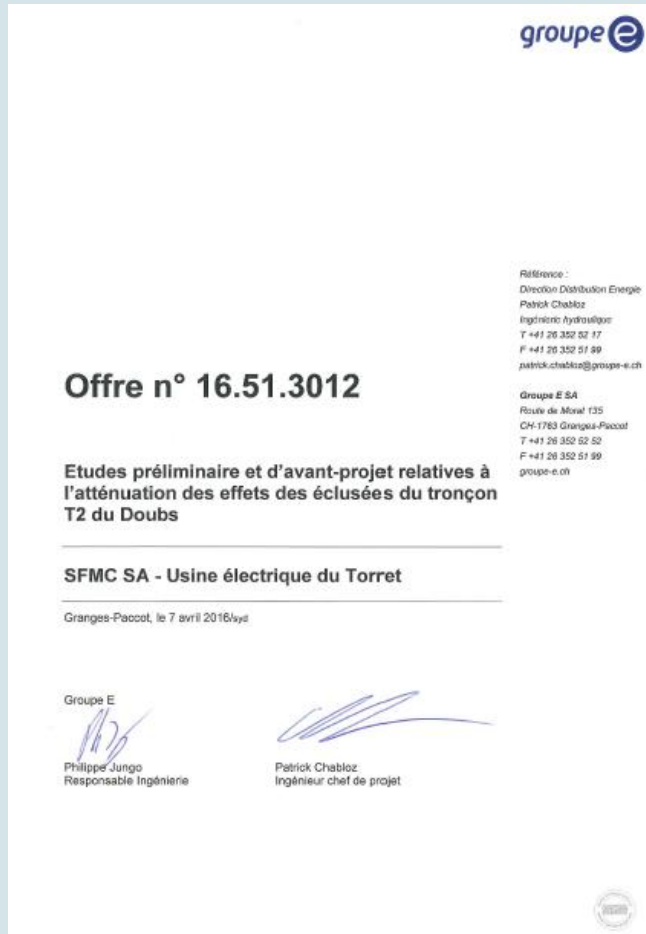 groupe e
Référence :
Direction Distribution Energie
Patrick Chabloz
Ingénierie hydraulique
T +41 26 352 52 17
F +41 26 352 51 99
patrick.chabloz@groupe-e.ch
Groupe E SA
Route de Morat 135
CH-1763 Granges-Paccot
T +41 26 352 52 52
F +41 26 352 51 99
groupe-e.ch
Offre n° 16.51.3012
Etudes préliminaire et d'avant-projet relatives à
l'atténuation des effets des éclusées du tronçon
T2 du Doubs
SFMC SA - Usine électrique du Torret
Granges-Paccot, le 7 avril 2016/syd
Groupe E
Philippe Jungo
Responsable Ingénierie
Patrick Chabloz
Ingénieur chef de projet